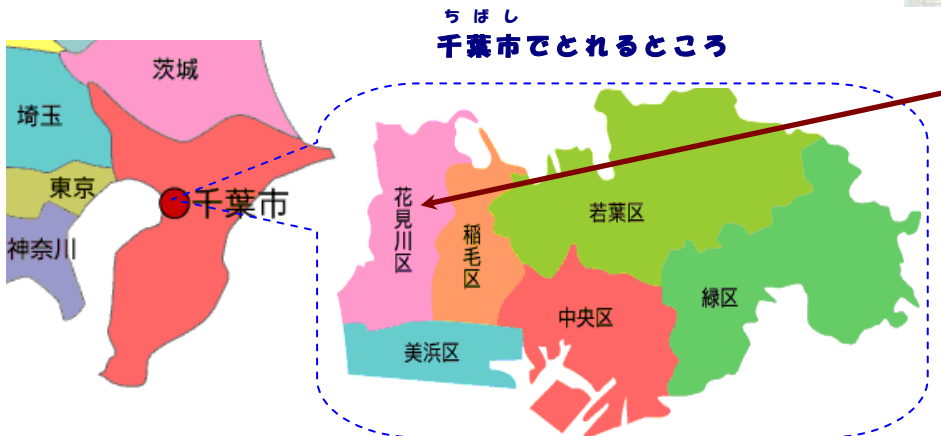 ちばし
千葉市でとれるところ
茨城
埼玉
東京
千葉市
神奈川
花見川区
稲毛区
若葉区
緑区
中央区
美浜区